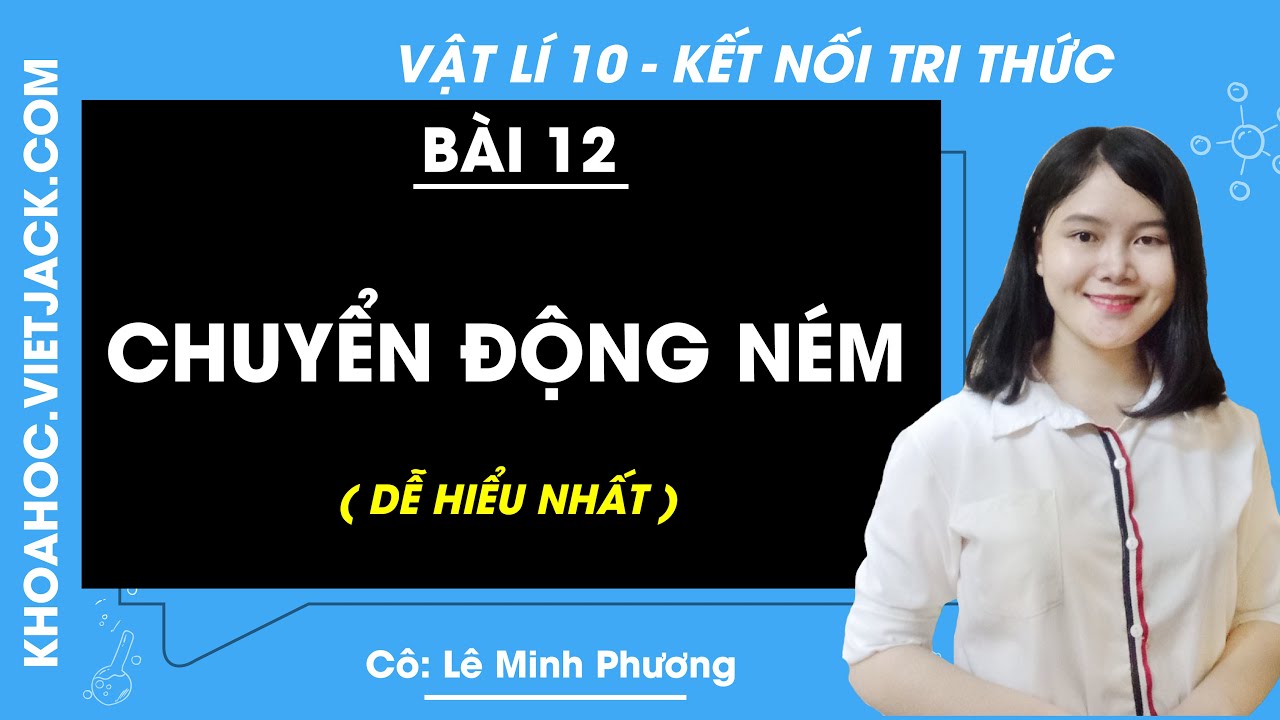 VẬT LÍ 10 - KẾT NỐI TRI THỨC
KHOAHOC.VIETJACK.COM
BÀI 12
CHUYỂN ĐỘNG NÉM
( DỄ HIỂU NHẤT )
Cô: Lê Minh Phương